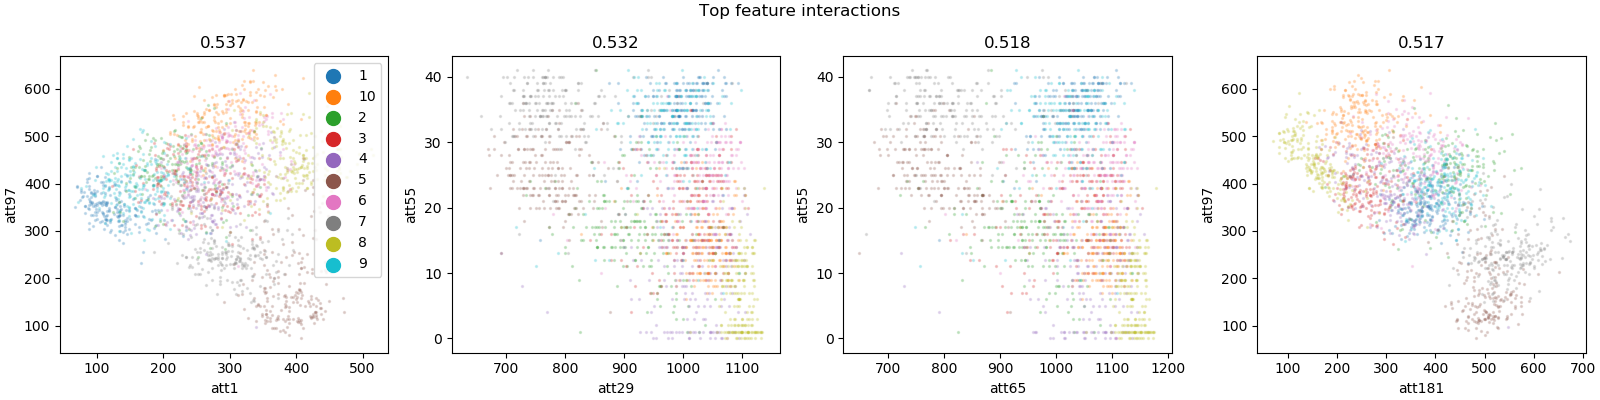 Top feature interactions
0.537
att97
600
500
400
300
200
100
100 200 300 400 500
att1
1
10
2
3
4
5
6
7
8
9
0.532
att55
40
30
20
10
0
700 800 900 1000 1100
att29
0.518
att55
40
30
20
10
0
700 800 900 1000 1100 1200
att65
0.517
att97
600
500
400
300
200
100
100 200 300 400 500 600 700
att181